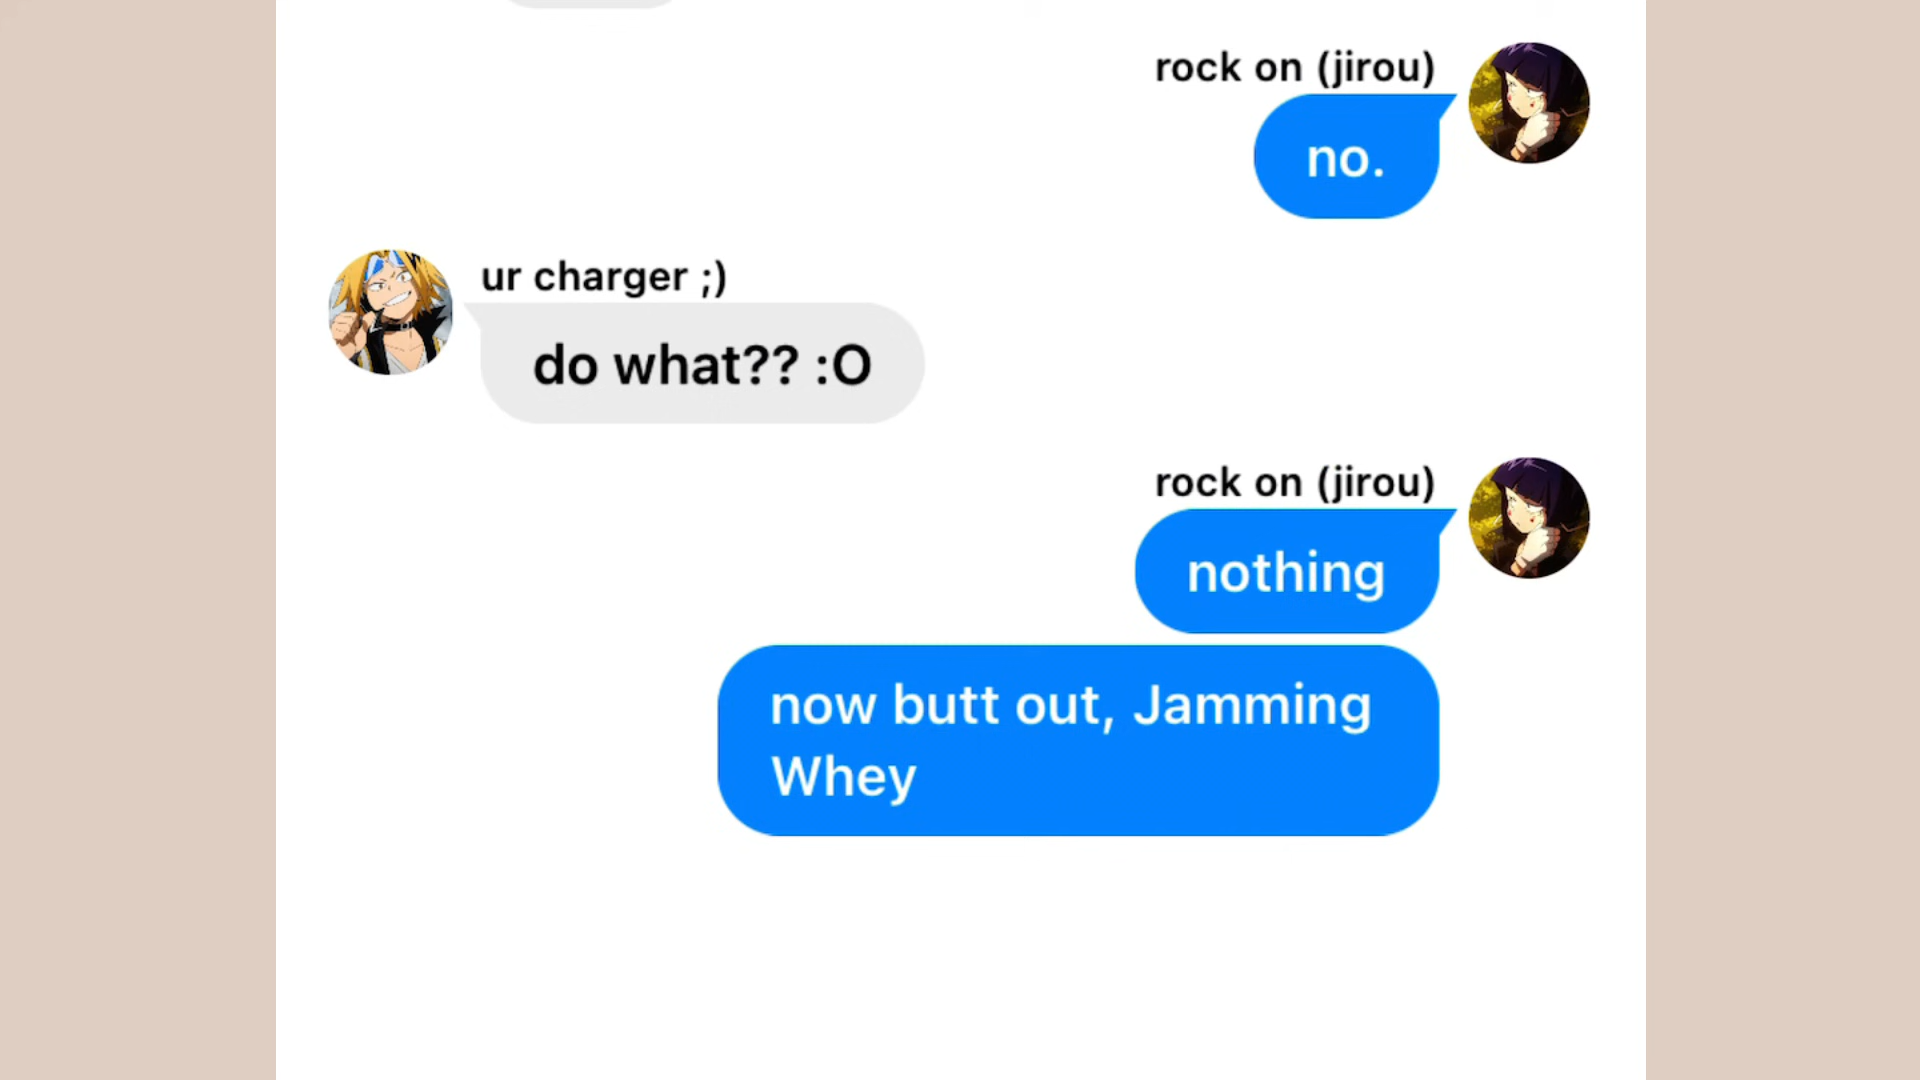 rock on (jirou)
no.
ur charger ;)
do what?? :O
rock on (jirou)
nothing
now butt out, Jamming
Whey